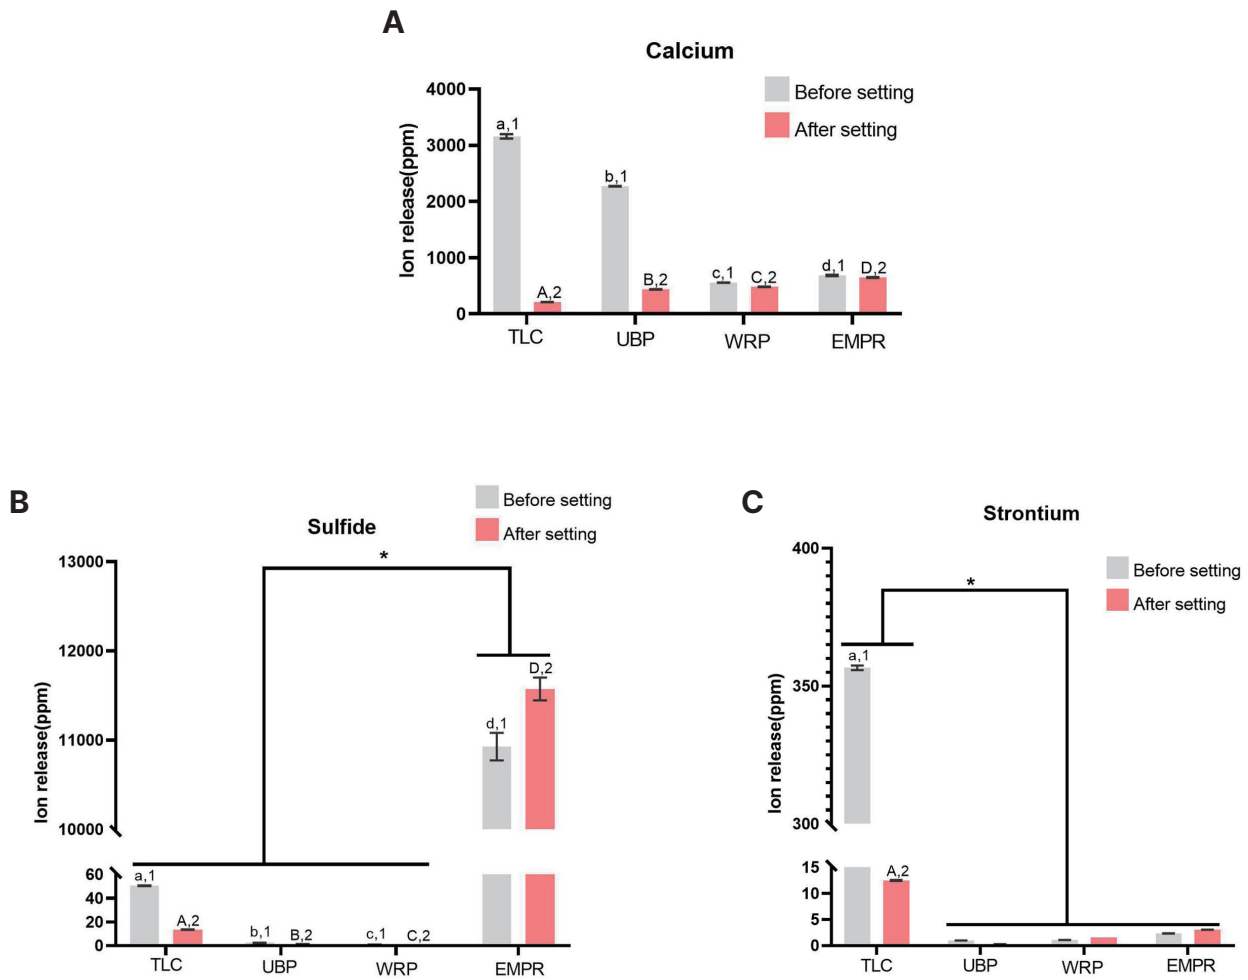 A
Calcium
Before setting
After setting
Ion release(ppm)
4000
3000
2000
1000
0
a,1
A,2
b,1
B,2
c,1
C,2
d,1
D,2
TLC
UBP
WRP
EMPR
B
Sulfide
Before setting
After setting
*
Ion release(ppm)
13000
12000
11000
10000
60
40
20
0
a,1
A,2
b,1
B,2
c,1
C,2
d,1
D,2
TLC
UBP
WRP
EMPR
C
Strontium
Before setting
After setting
*
Ion release(ppm)
400
350
300
15
10
5
0
a,1
A,2
TLC
UBP
WRP
EMPR